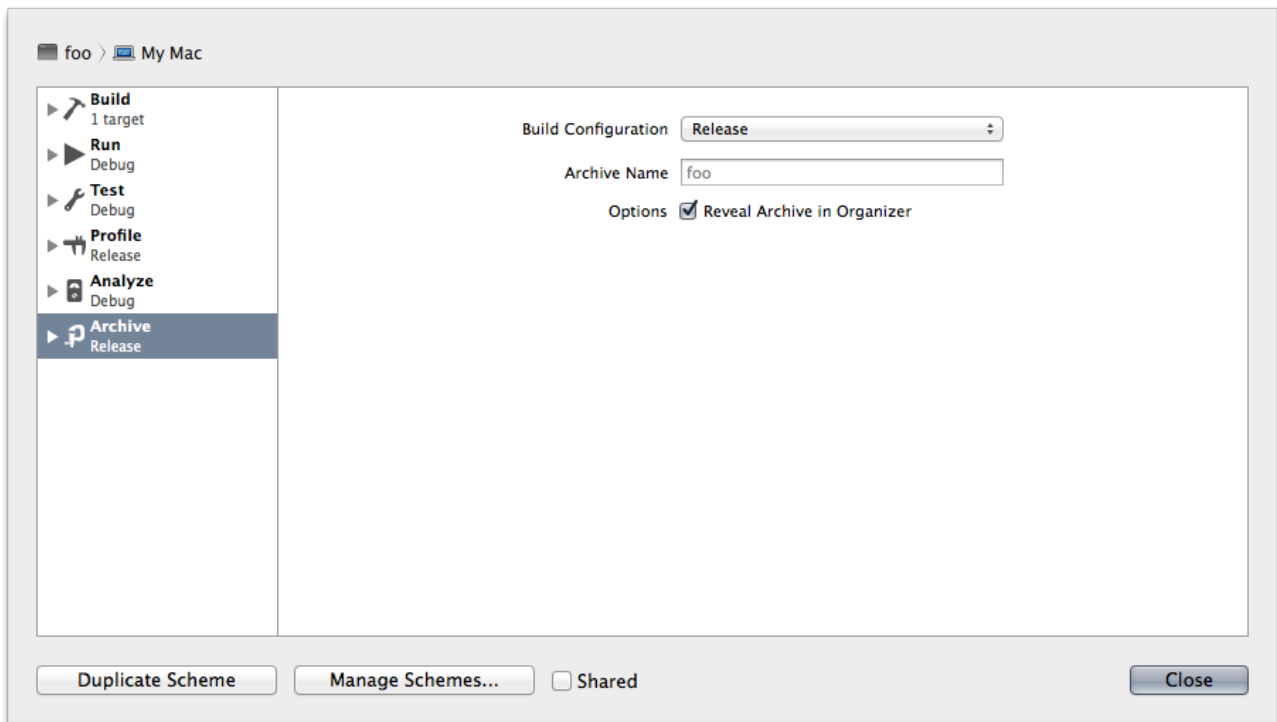 foo My Mac
Build
1 target
Run
Debug
Test
Debug
Profile
Release
Analyze
Debug
Archive
Release
Build Configuration Release
Archive Name foo
Options Reveal Archive in Organizer
Duplicate Scheme Manage Schemes... Shared Close